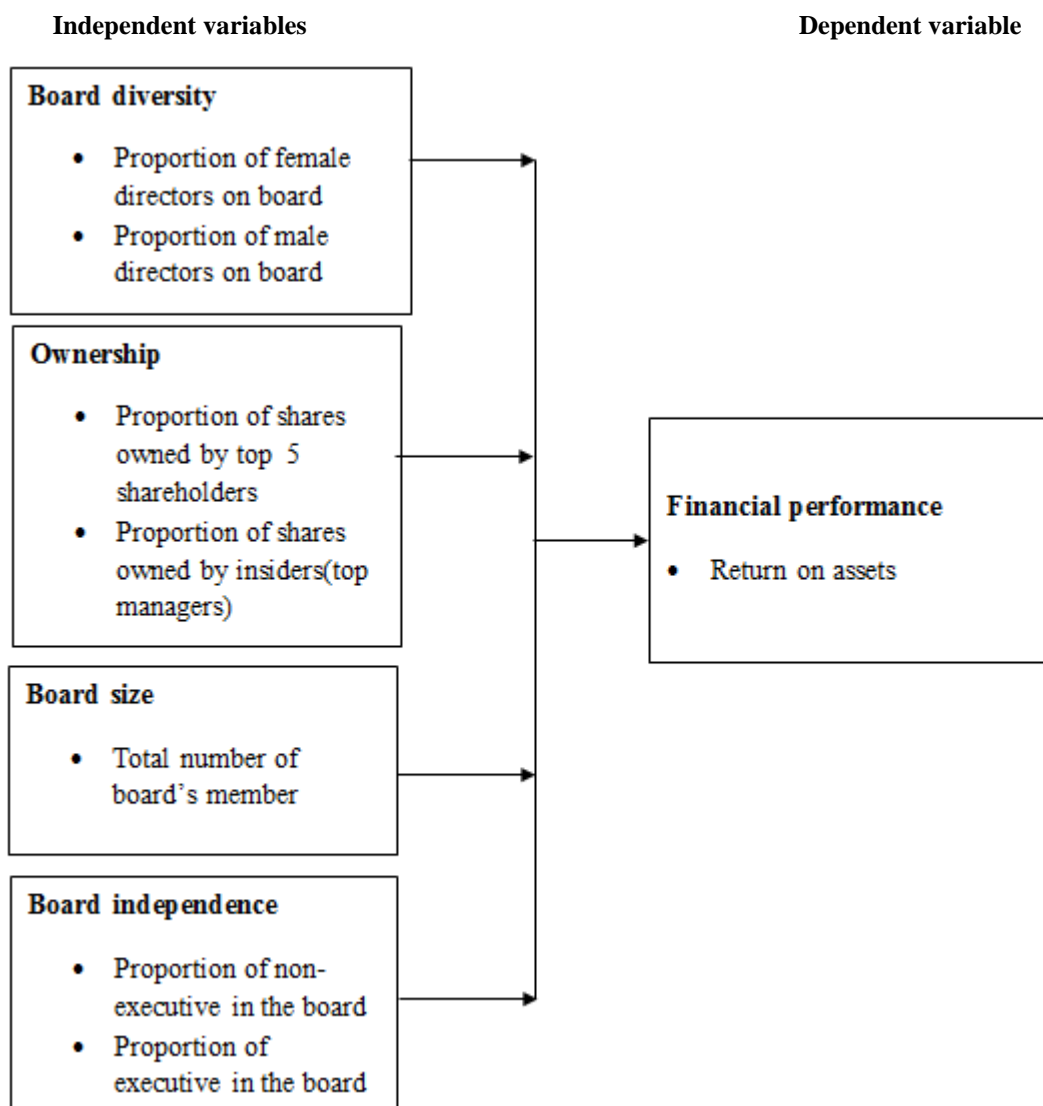 Independent variables
Dependent variable
Board diversity
• Proportion of female
directors on board
• Proportion of male
directors on board
Ownership
• Proportion of shares
owned by top 5
shareholders
• Proportion of shares
owned by insiders(top
managers)
Board size
• Total number of
board’s member
Board independence
• Proportion of non-
executive in the board
• Proportion of
executive in the board
Financial performance
• Return on assets